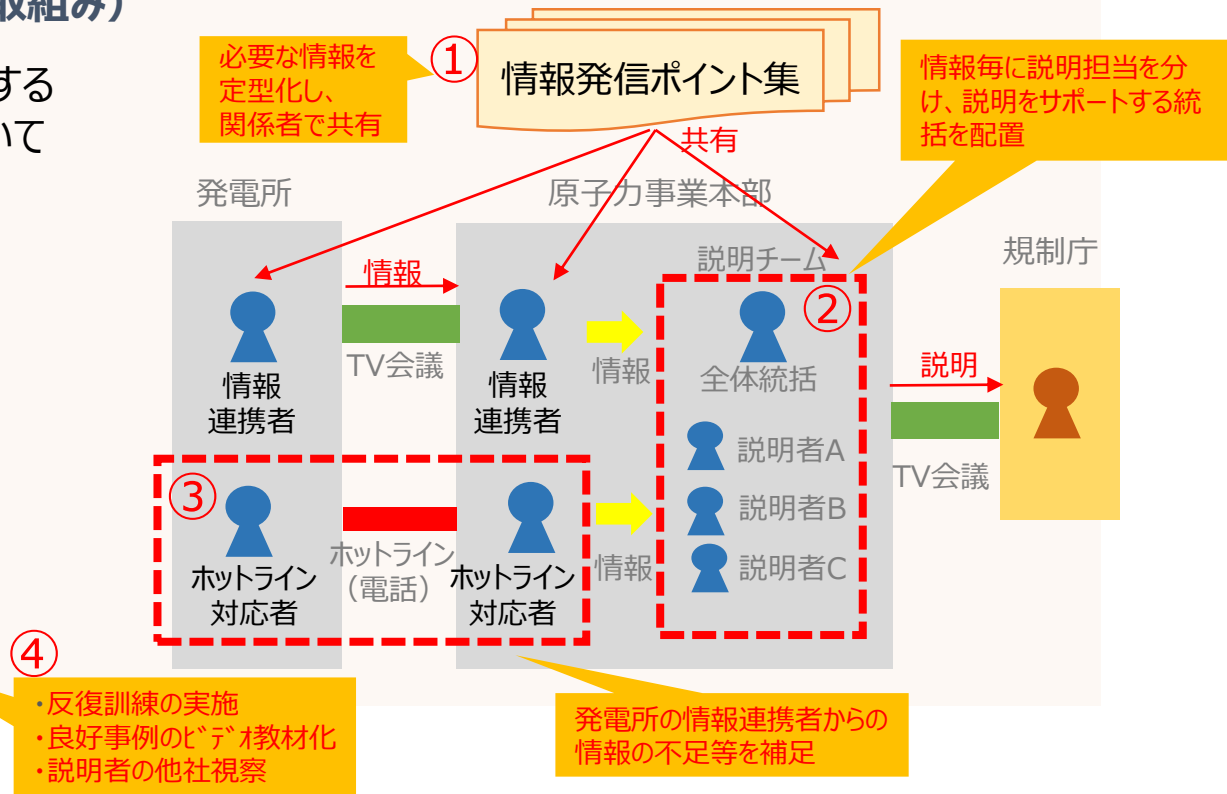 取組み）
する
いて
必要な情報を
定型化し、
関係者で共有
①
情報発信ポイント集
情報毎に説明担当を分
け、説明をサポートする統
括を配置
共有
発電所
原子力事業本部
規制庁
説明チーム
②
情報
TV会議
情報
連携者
情報
連携者
情報
全体統括
説明者A
説明者B
説明者C
説明
TV会議
③
ホットライン
対応者
ホットライン
（電話）
ホットライン
対応者
情報
④
・反復訓練の実施
・良好事例のﾋﾞﾃﾞｵ教材化
・説明者の他社視察
発電所の情報連携者からの
情報の不足等を補足